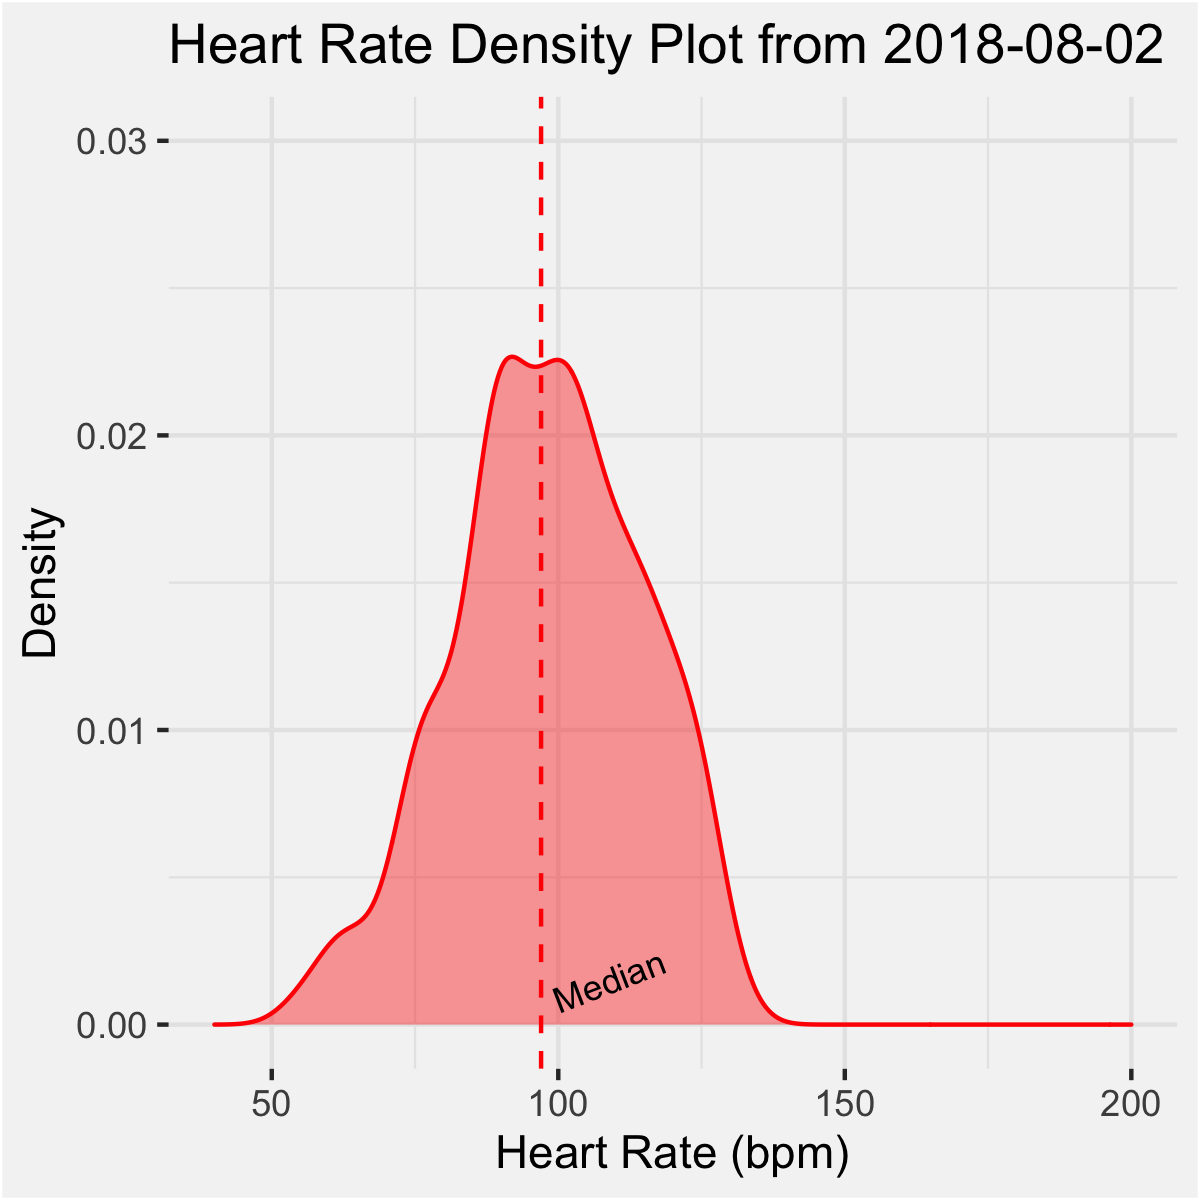 Heart Rate Density Plot from 2018-08-02
0.03
0.02
0.01
0.00
Density
Median
50 100 150 200
Heart Rate (bpm)